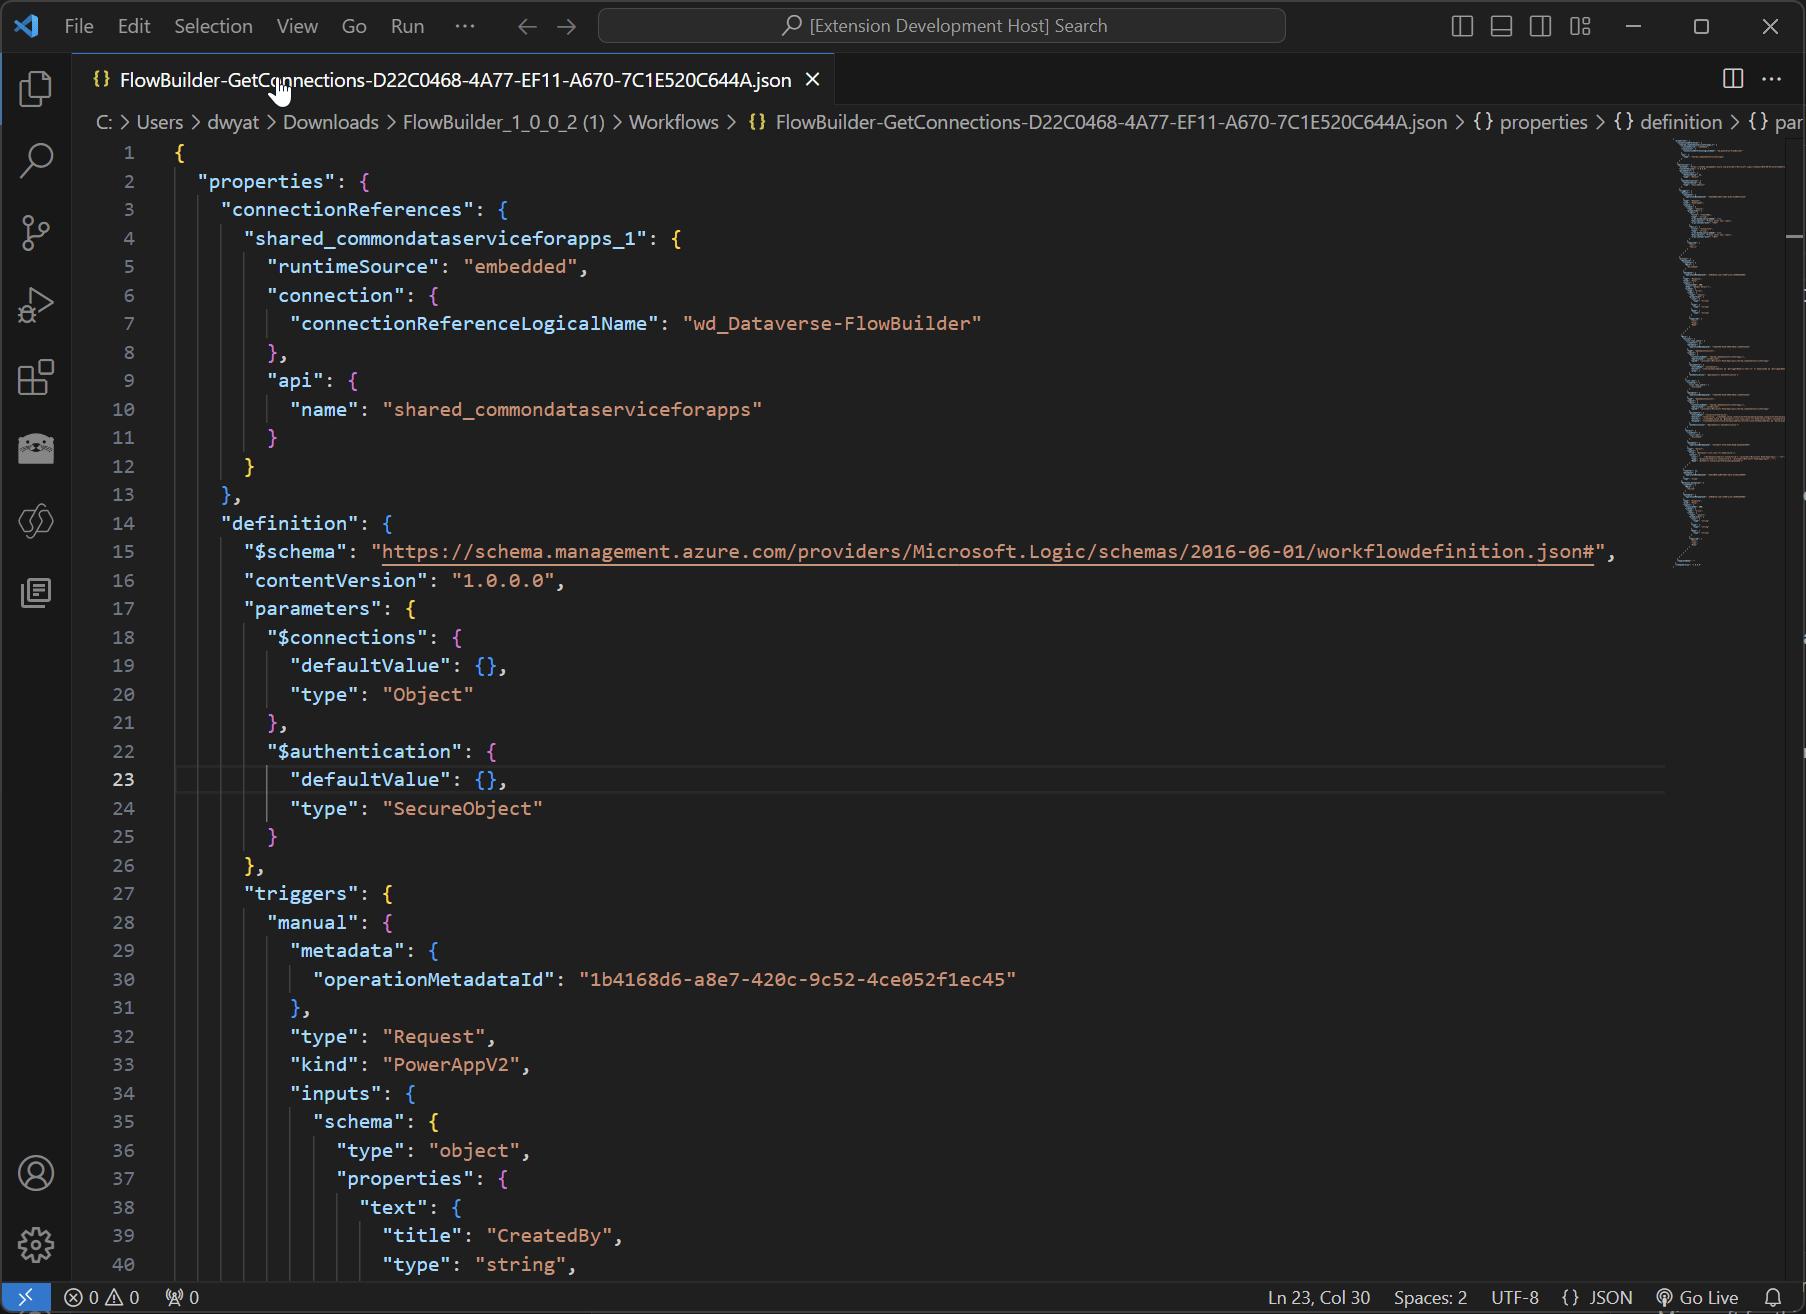 File Edit Selection View Go Run ··· [Extension Development Host] Search
{} FlowBuilder-GetConnections-D22C0468-4A77-EF11-A670-7C1E520C644A.json
C: > Users > dwyat > Downloads > FlowBuilder_1_0_0_2 (1) > Workflows > {} FlowBuilder-GetConnections-D22C0468-4A77-EF11-A670-7C1E520C644A.json > {} properties > {} definition > {} par
1 {
2 "properties": {
3 "connectionReferences": {
4 "shared_commondataserviceforapps_1": {
5 "runtimeSource": "embedded",
6 "connection": {
7 "connectionReferenceLogicalName": "wd_Dataverse-FlowBuilder"
8 },
9 "api": {
10 "name": "shared_commondataserviceforapps"
11 }
12 }
13 },
14 "definition": {
15 "$schema": "https://schema.management.azure.com/providers/Microsoft.Logic/schemas/2016-06-01/workflowdefinition.json#",
16 "contentVersion": "1.0.0.0",
17 "parameters": {
18 "$connections": {
19 "defaultValue": {},
20 "type": "Object"
21 },
22 "$authentication": {
23 "defaultValue": {},
24 "type": "SecureObject"
25 }
26 },
27 "triggers": {
28 "manual": {
29 "metadata": {
30 "operationMetadataId": "1b4168d6-a8e7-420c-9c52-4ce052f1ec45"
31 },
32 "type": "Request",
33 "kind": "PowerAppV2",
34 "inputs": {
35 "schema": {
36 "type": "object",
37 "properties": {
38 "text": {
39 "title": "CreatedBy",
40 "type": "string",
0 0 0 Ln 23, Col 30 Spaces: 2 UTF-8 {} JSON Go Live